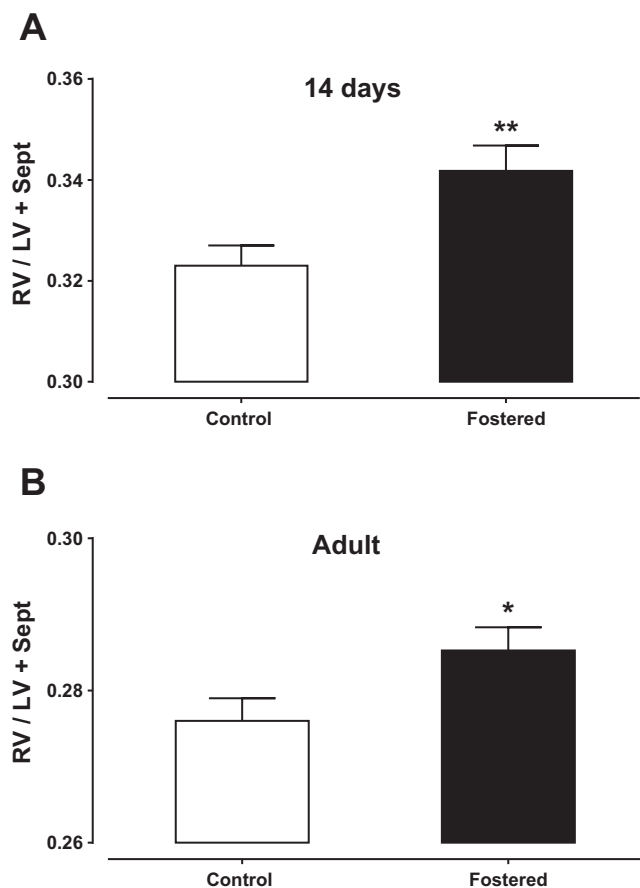 A
14 days
RV / LV + Sept
0.36
0.34
0.32
0.30
**
Control Fostered
B
Adult
RV / LV + Sept
0.30
0.28
0.26
*
Control Fostered